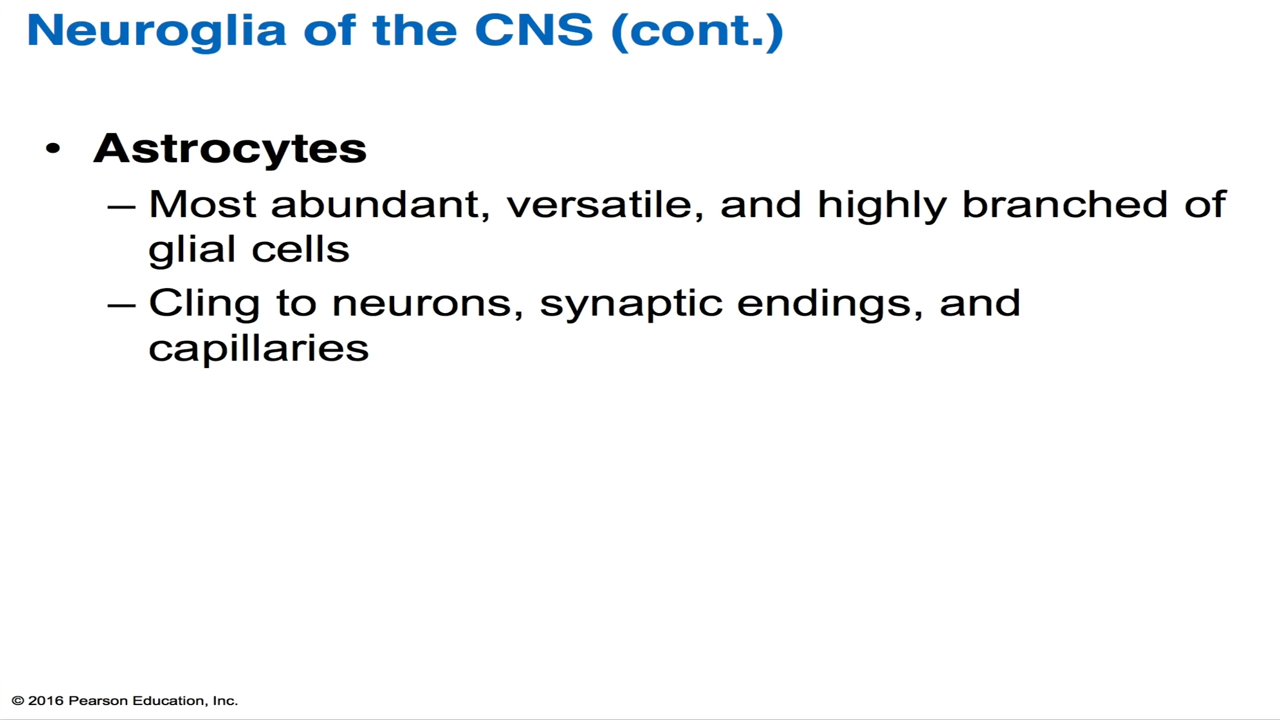 Neuroglia of the CNS (cont.)
• Astrocytes
– Most abundant, versatile, and highly branched of
glial cells
– Cling to neurons, synaptic endings, and
capillaries
© 2016 Pearson Education, Inc.